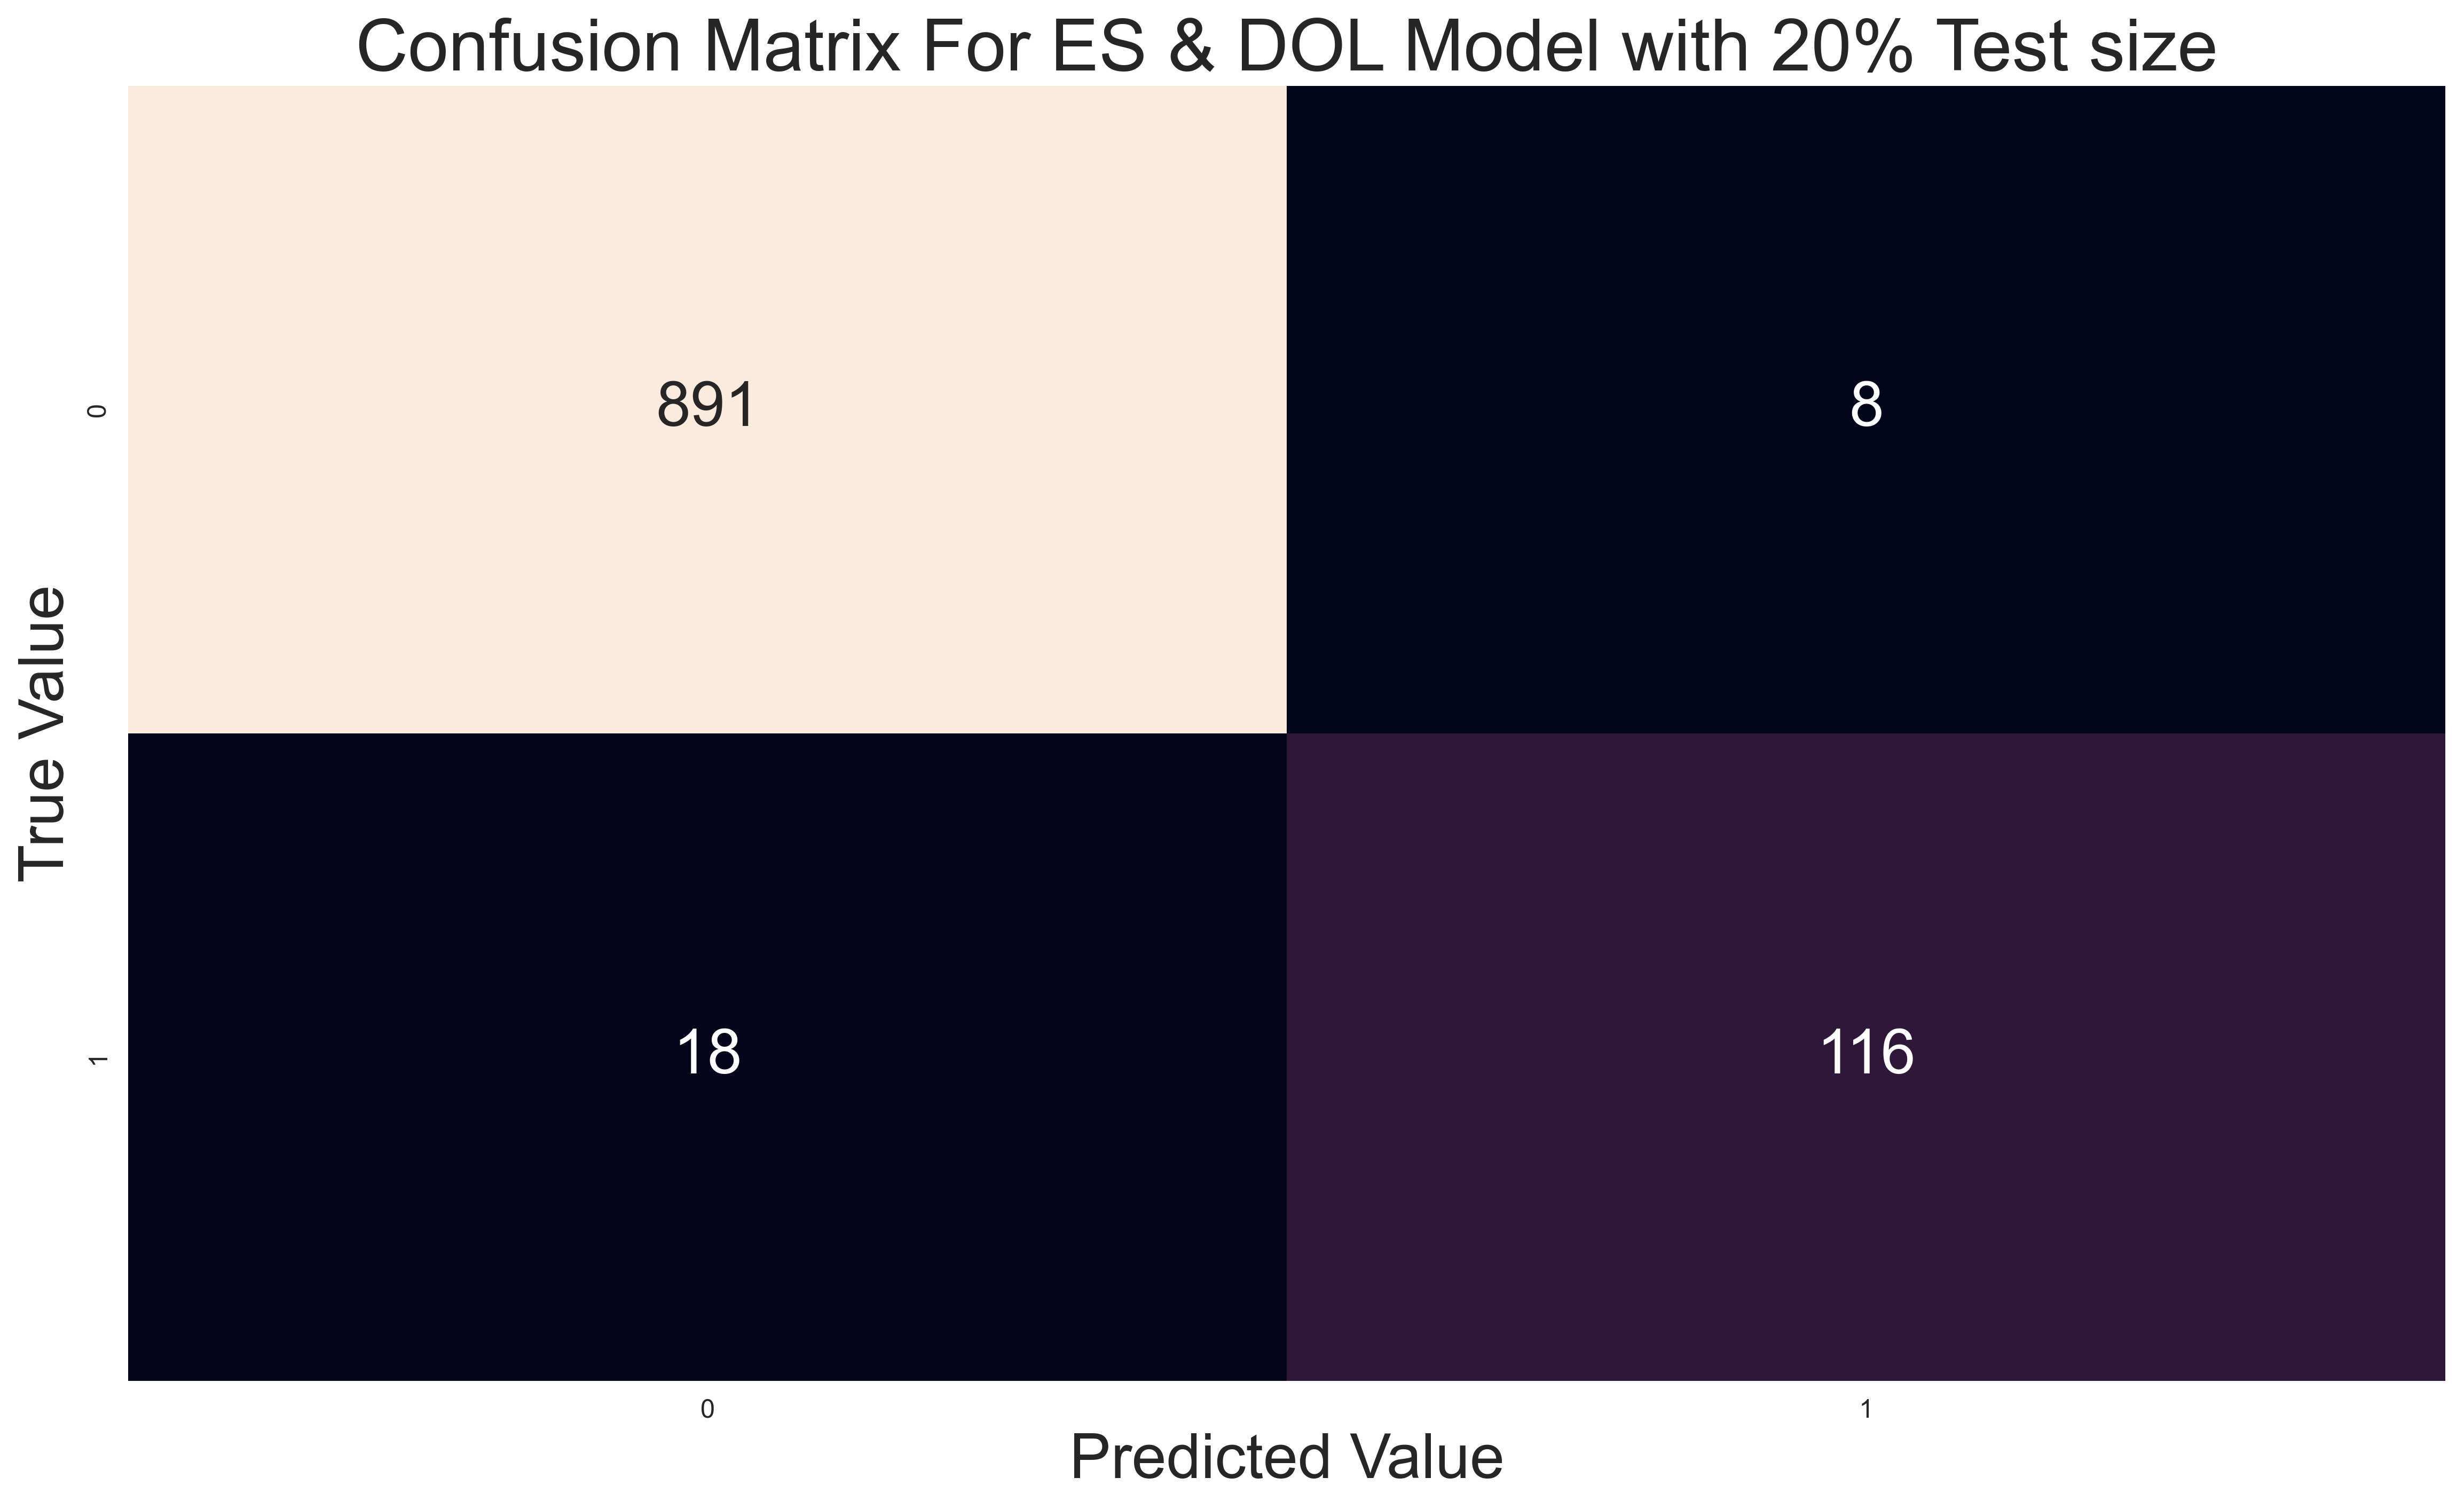 Confusion Matrix For ES & DOL Model with 20% Test size
True Value
0
891
8
1
18
116
0
1
Predicted Value